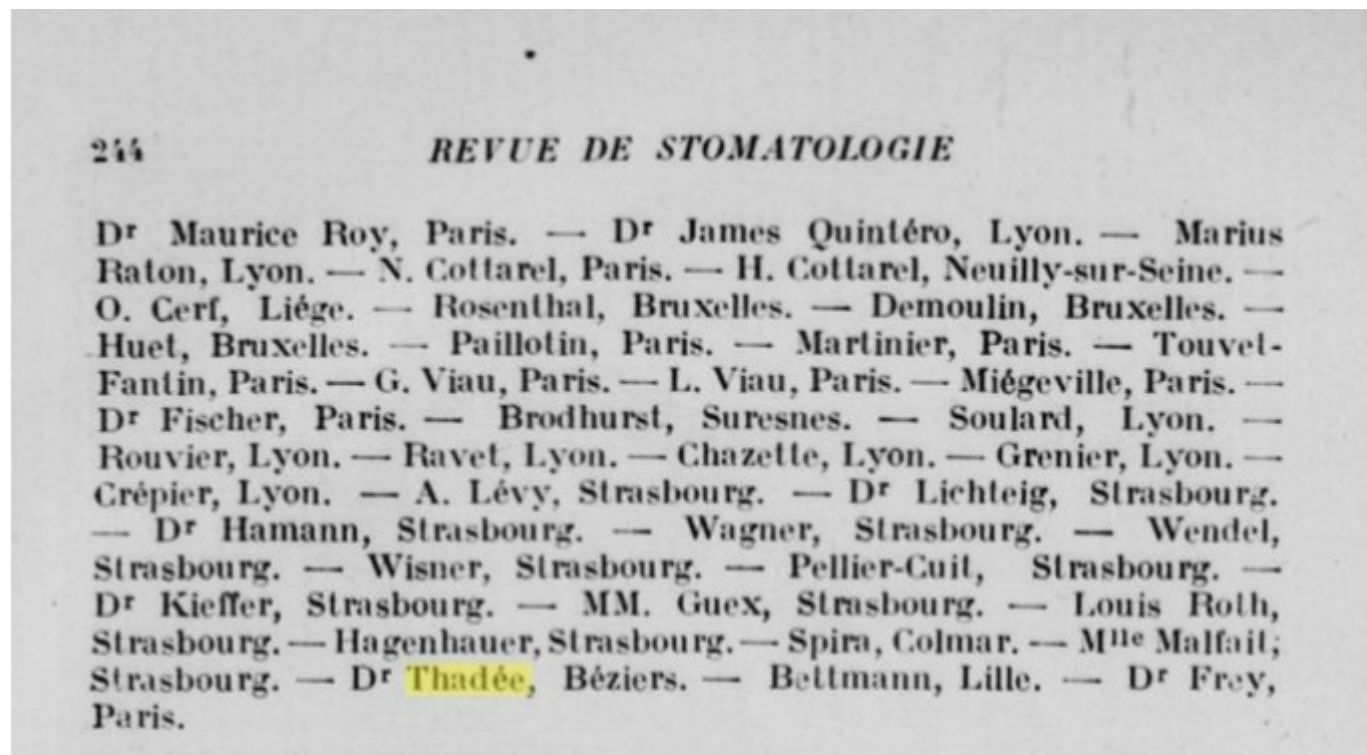 244 REVUE DE STOMATOLOGIE
Dr Maurice Roy, Paris. — Dr James Quintéro, Lyon. — Marius
Raton, Lyon. — N. Cottarel, Paris. — H. Cottarel, Neuilly-sur-Seine. —
O. Cerf, Liége. — Rosenthal, Bruxelles. — Demoulin, Bruxelles. —
Huet, Bruxelles. — Paillotin, Paris. — Martinier, Paris. — Touvet-
Fantin, Paris. — G. Viau, Paris. — L. Viau, Paris. — Miégeville, Paris. —
Dr Fischer, Paris. — Brodhurst, Suresnes. — Soulard, Lyon. —
Rouvier, Lyon. — Ravet, Lyon. — Chazette, Lyon. — Grenier, Lyon. —
Crépier, Lyon. — A. Lévy, Strasbourg. — Dr Lichteig, Strasbourg.
— Dr Hamann, Strasbourg. — Wagner, Strasbourg. — Wendel,
Strasbourg. — Wisner, Strasbourg. — Pellier-Cuit, Strasbourg. —
Dr Kieffer, Strasbourg. — MM. Guex, Strasbourg. — Louis Roth,
Strasbourg. — Hagenhauer, Strasbourg. — Spira, Colmar. — Mlle Malfait;
Strasbourg. — Dr Thadée, Béziers. — Bettmann, Lille. — Dr Frey,
Paris.